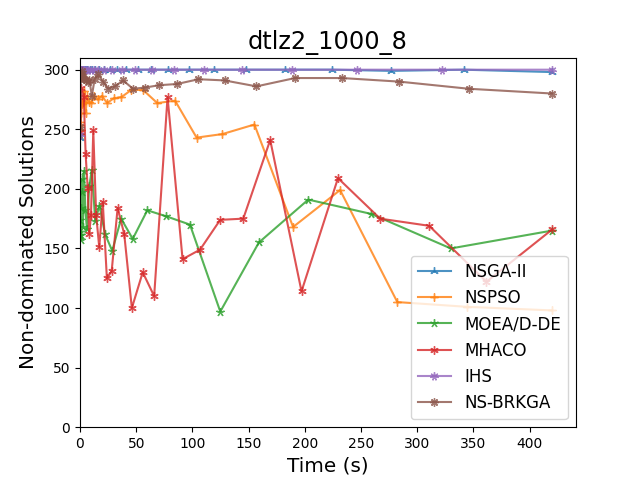 dtlz2_1000_8
Non-dominated Solutions
300
250
200
150
100
50
0
0 50 100 150 200 250 300 350 400
Time (s)
NSGA-II
NSPSO
MOEA/D-DE
MHACO
IHS
NS-BRKGA